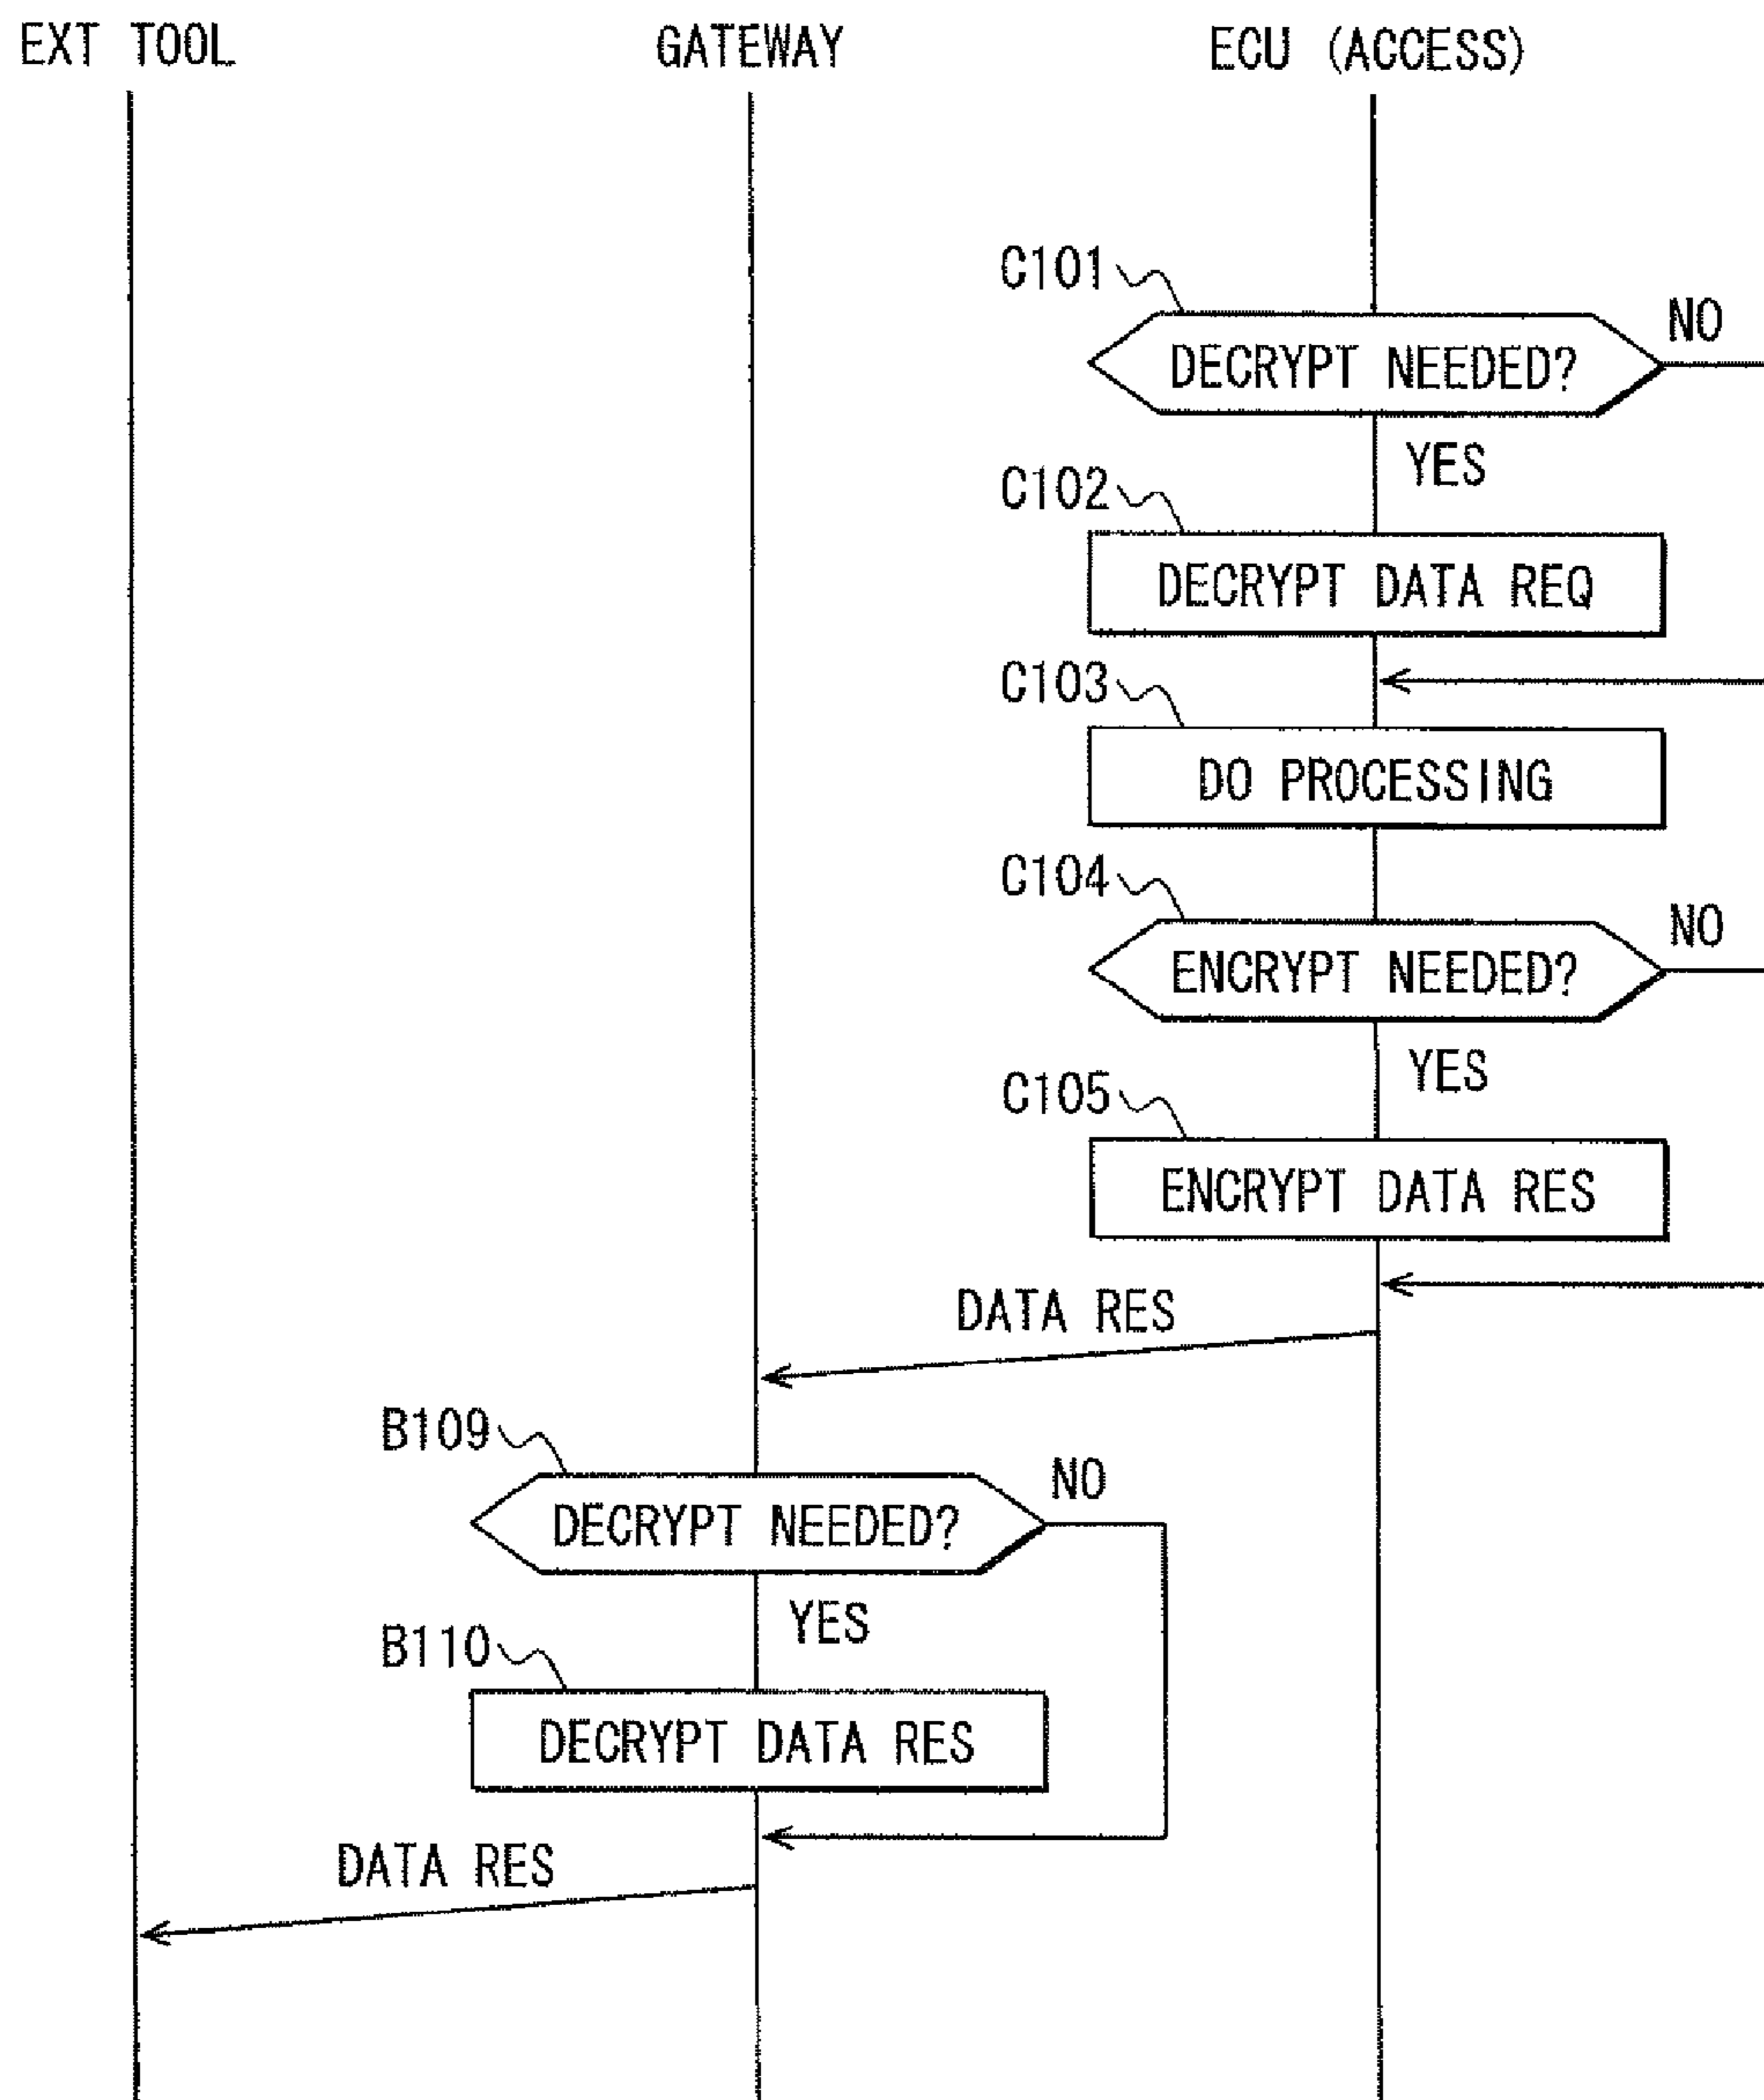 EXT TOOL
GATEWAY
ECU (ACCESS)
C101
NO
DECRYPT NEEDED?
YES
C102
DECRYPT DATA REQ
C103
DO PROCESSING
C104
NO
ENCRYPT NEEDED?
YES
C105
ENCRYPT DATA RES
DATA RES
B109
NO
DECRYPT NEEDED?
YES
B110
DECRYPT DATA RES
DATA RES